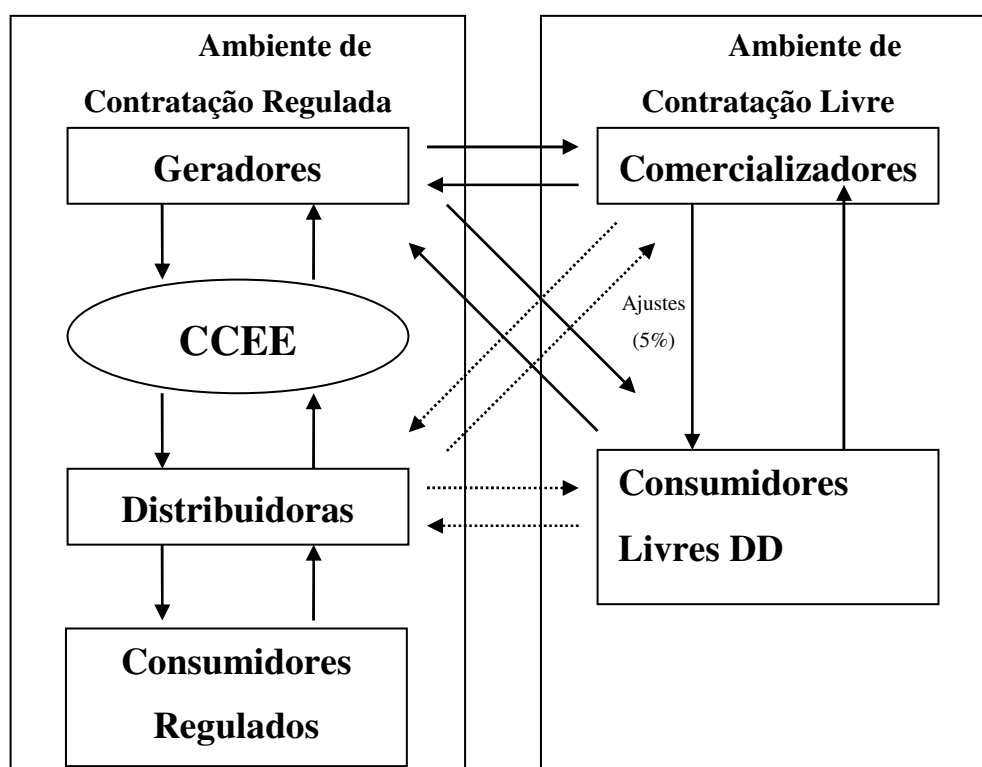 Ambiente de
Contratação Regulada
Geradores
CCEE
Distribuidoras
Consumidores
Regulados
Ambiente de
Contratação Livre
Comercializadores
Ajustes
(5%)
Consumidores
Livres DD